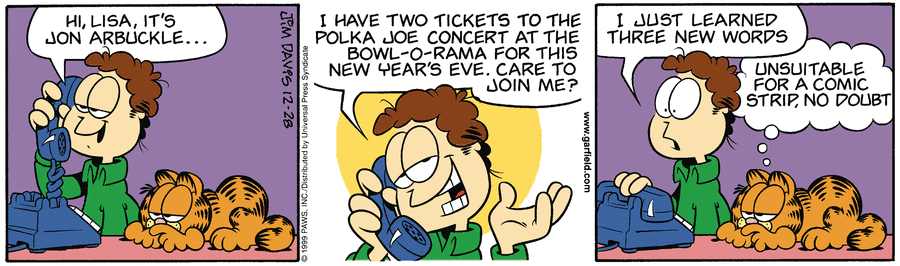 HI, LISA, IT'S
JON ARBUCKLE...
JIM DAVIS 12-28
© 1999 PAWS, INC./Distributed by Universal Press Syndicate
I HAVE TWO TICKETS TO THE
POLKA JOE CONCERT AT THE
BOWL-O-RAMA FOR THIS
NEW YEAR'S EVE. CARE TO
JOIN ME?
www.garfield.com
I JUST LEARNED
THREE NEW WORDS
UNSUITABLE
FOR A COMIC
STRIP, NO DOUBT